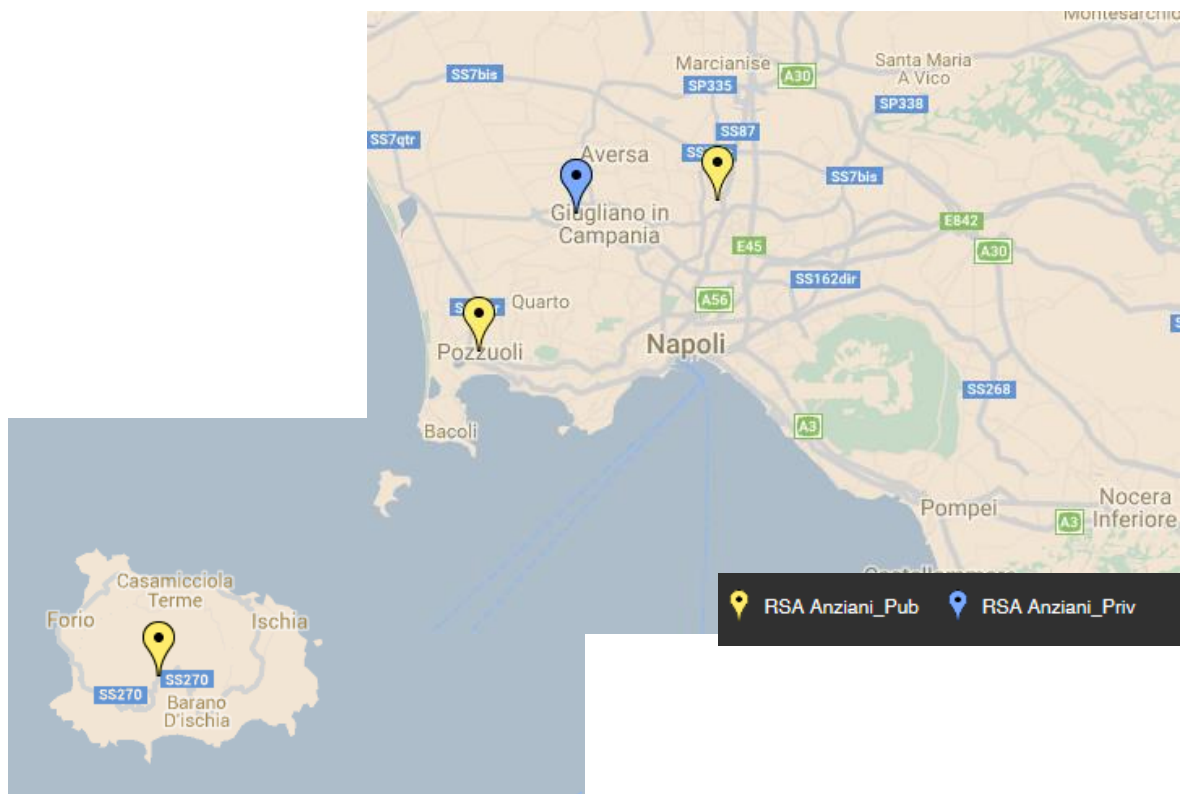 Montesarchio
Marcianise
Santa Maria
A Vico
SS7bis
A30
SP335
SP338
SS7qtr
SS87
Aversa
SS7bis
Giugliano in
Campania
E842
E45
A30
SS162dir
Quarto
A56
Pozzuoli
Napoli
SS268
Bacoli
A3
Pompei
Nocera
Inferiore
A3
Casamicciola
Terme
Forio
Ischia
SS270
SS270
Barano
D'ischia
RSA Anziani_Pub
RSA Anziani_Priv